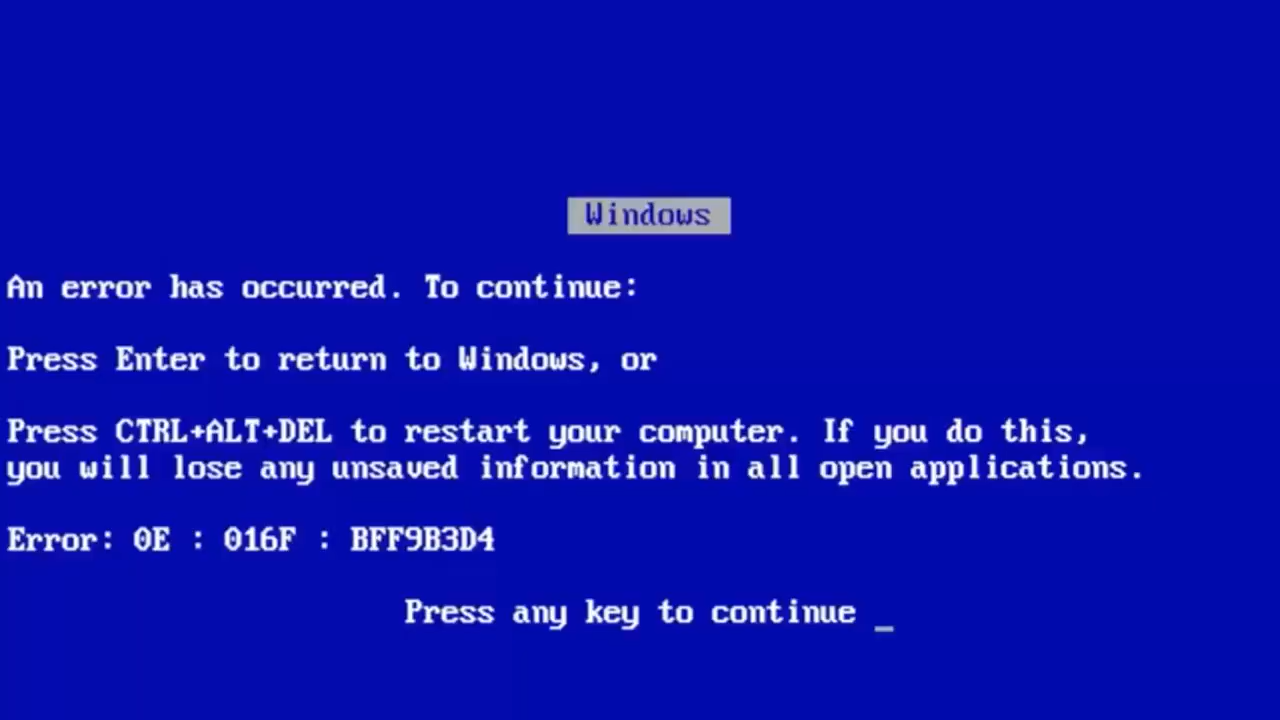 Windows
An error has occurred. To continue:
Press Enter to return to Windows, or
Press CTRL+ALT+DEL to restart your computer. If you do this,
you will lose any unsaved information in all open applications.
Error: 0E : 016F : BFF9B3D4
Press any key to continue _